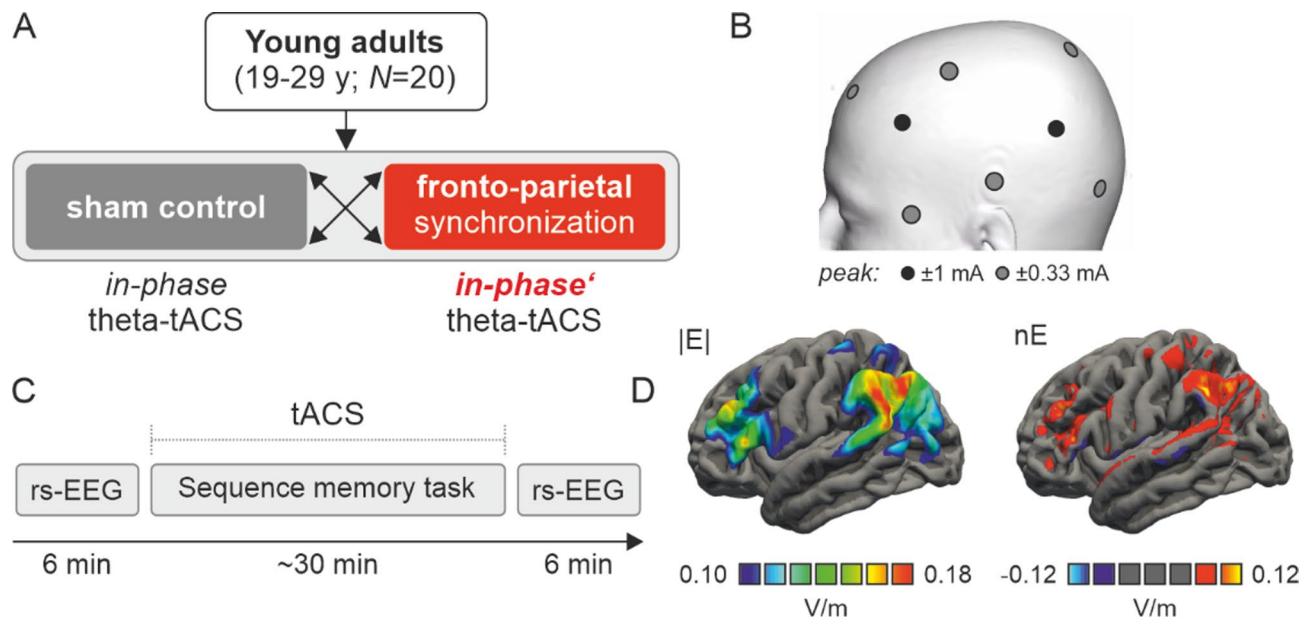 A
Young adults
(19-29 y; N=20)
sham control
fronto-parietal
synchronization
in-phase
theta-tACS
in-phase‘
theta-tACS
B
peak: ±1 mA ±0.33 mA
C
tACS
rs-EEG
Sequence memory task
rs-EEG
6 min
~30 min
6 min
D
|E|
nE
0.10
0.18
V/m
-0.12
0.12
V/m